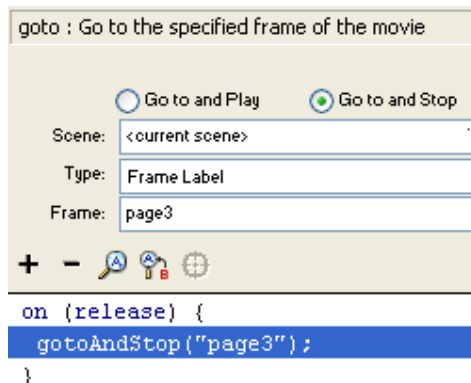 goto : Go to the specified frame of the movie
Go to and Play Go to and Stop
Scene: <current scene>
Type: Frame Label
Frame: page3
on (release) {
gotoAndStop("page3");
}